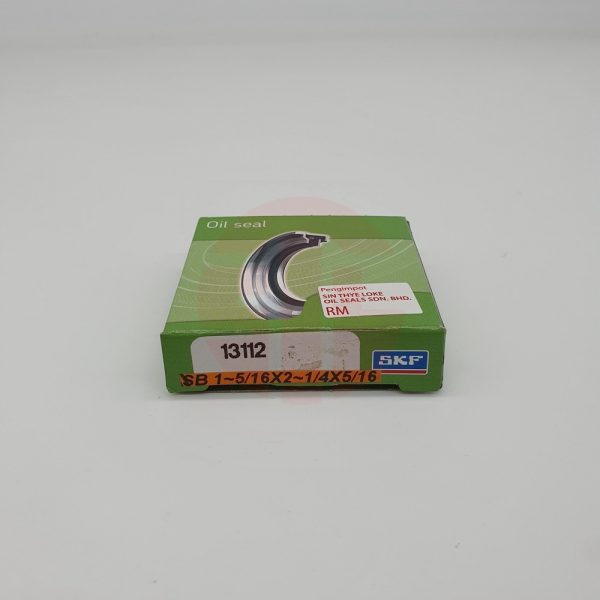 Oil seal
Pengimpot
SIN THYE LOKE
OIL SEALS SDN. BHD.
RM
13112
SKF
SB 1~5/16X2~1/4X5/16